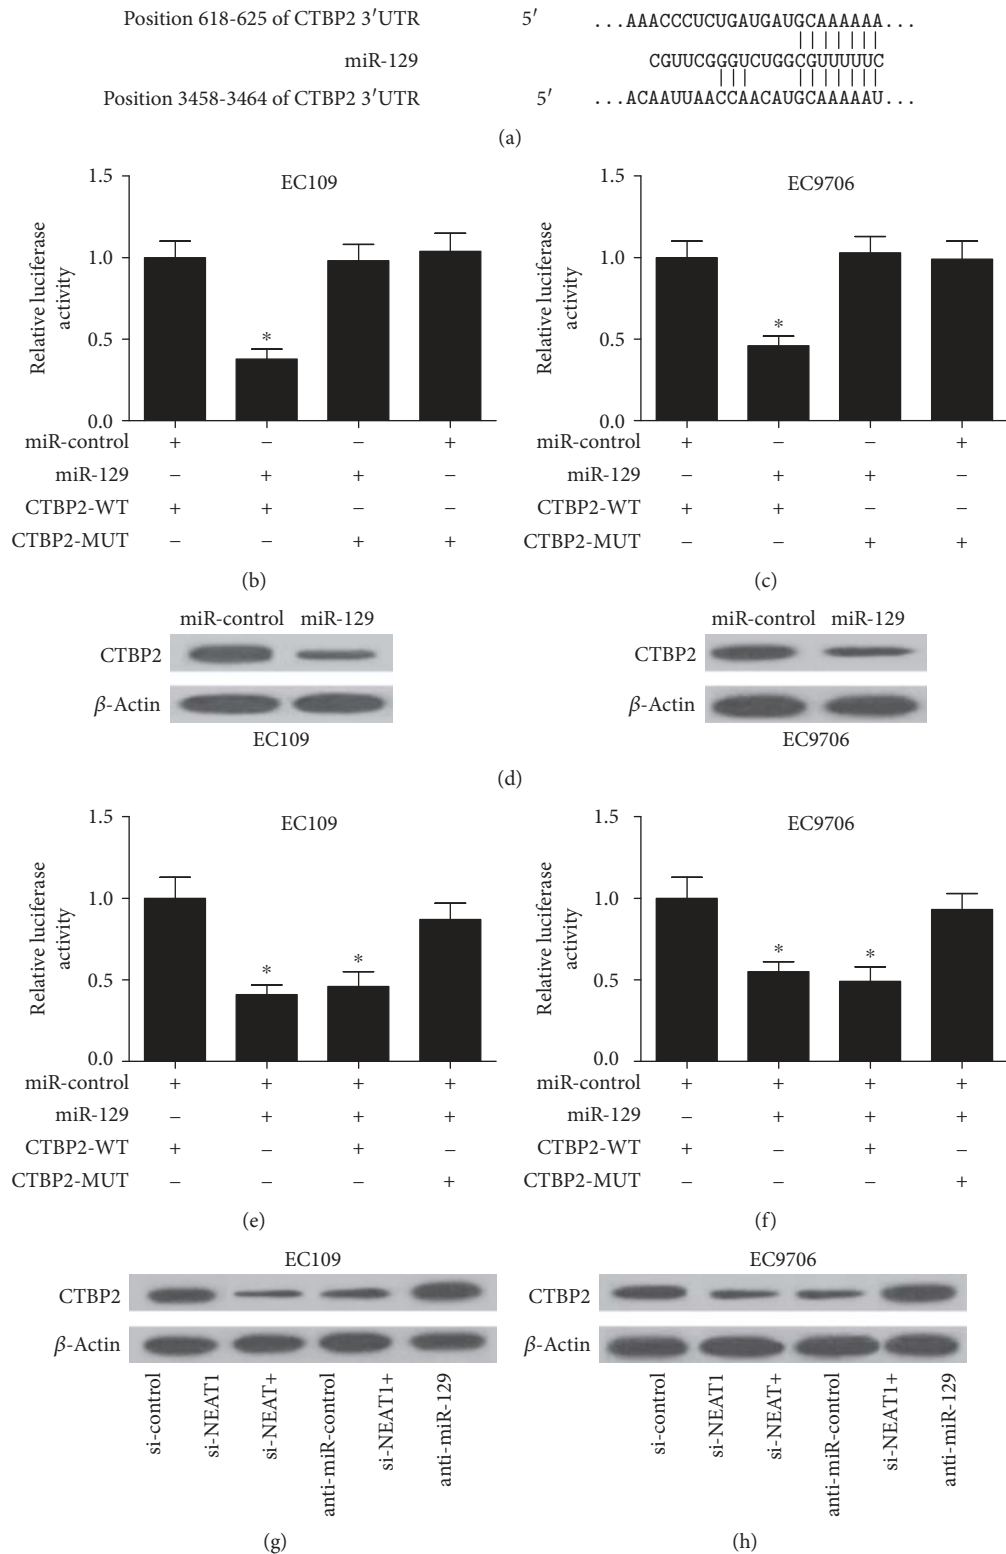 Position 618-625 of CTBP2 3′UTR 5′ ...AAACCCUCUGAUGAUGCAAAAAA...
miR-129 CGUUCGGGUCUGGCGUUUUUC
Position 3458-3464 of CTBP2 3′UTR 5′ ...ACAAUUAACCAACAUGCAAAAAU...
(a)
EC109
Relative luciferase
activity
1.5
1.0
0.5
0.0
*
miR-control + – – +
miR-129 – + + –
CTBP2-WT + + – –
CTBP2-MUT – – + +
(b)
EC9706
Relative luciferase
activity
1.5
1.0
0.5
0.0
*
miR-control + – – +
miR-129 – + + –
CTBP2-WT + + – –
CTBP2-MUT – – + +
(c)
miR-control miR-129
CTBP2
β-Actin
EC109
miR-control miR-129
CTBP2
β-Actin
EC9706
(d)
EC109
Relative luciferase
activity
1.5
1.0
0.5
0.0
* *
miR-control + + + +
miR-129 – + + +
CTBP2-WT + – + –
CTBP2-MUT – – – +
(e)
EC9706
Relative luciferase
activity
1.5
1.0
0.5
0.0
* *
miR-control + + + +
miR-129 – + + +
CTBP2-WT + – + –
CTBP2-MUT – – – +
(f)
EC109
CTBP2
β-Actin
si-control
si-NEAT1
si-NEAT+
anti-miR-control
si-NEAT1+
anti-miR-129
(g)
EC9706
CTBP2
β-Actin
si-control
si-NEAT1
si-NEAT+
anti-miR-control
si-NEAT1+
anti-miR-129
(h)